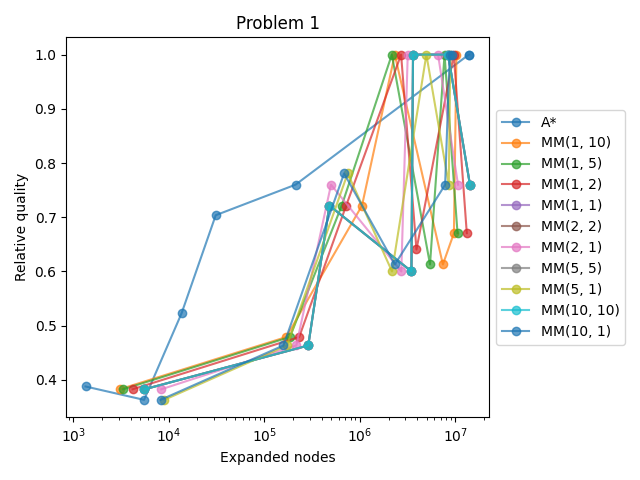 Problem 1
Relative quality
1.0
0.9
0.8
0.7
0.6
0.5
0.4
10³
10⁴
10⁵
10⁶
10⁷
Expanded nodes
A*
MM(1, 10)
MM(1, 5)
MM(1, 2)
MM(1, 1)
MM(2, 2)
MM(2, 1)
MM(5, 5)
MM(5, 1)
MM(10, 10)
MM(10, 1)